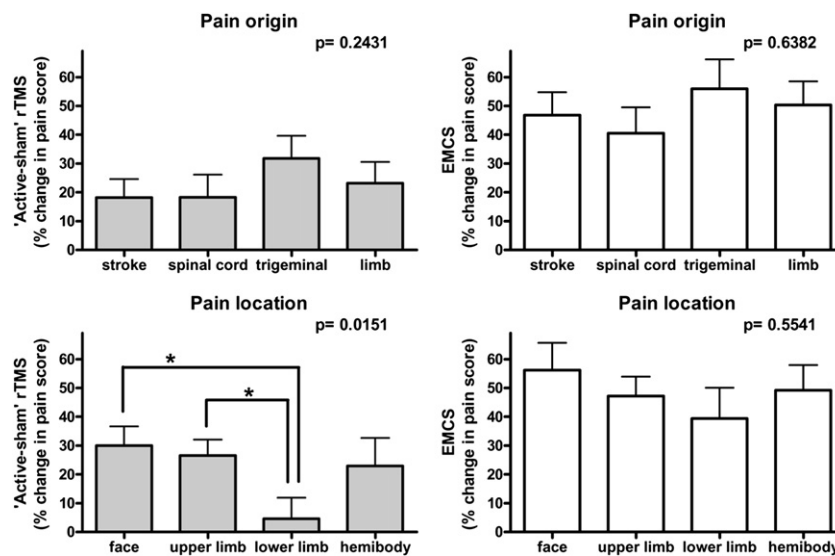 Pain origin
p= 0.2431
'Active-sham' rTMS
(% change in pain score)
60
50
40
30
20
10
0
stroke spinal cord trigeminal limb
Pain origin
p= 0.6382
EMCS
(% change in pain score)
60
50
40
30
20
10
0
stroke spinal cord trigeminal limb
Pain location
p= 0.0151
'Active-sham' rTMS
(% change in pain score)
60
50
40
30
20
10
0
*
*
face upper limb lower limb hemibody
Pain location
p= 0.5541
EMCS
(% change in pain score)
60
50
40
30
20
10
0
face upper limb lower limb hemibody